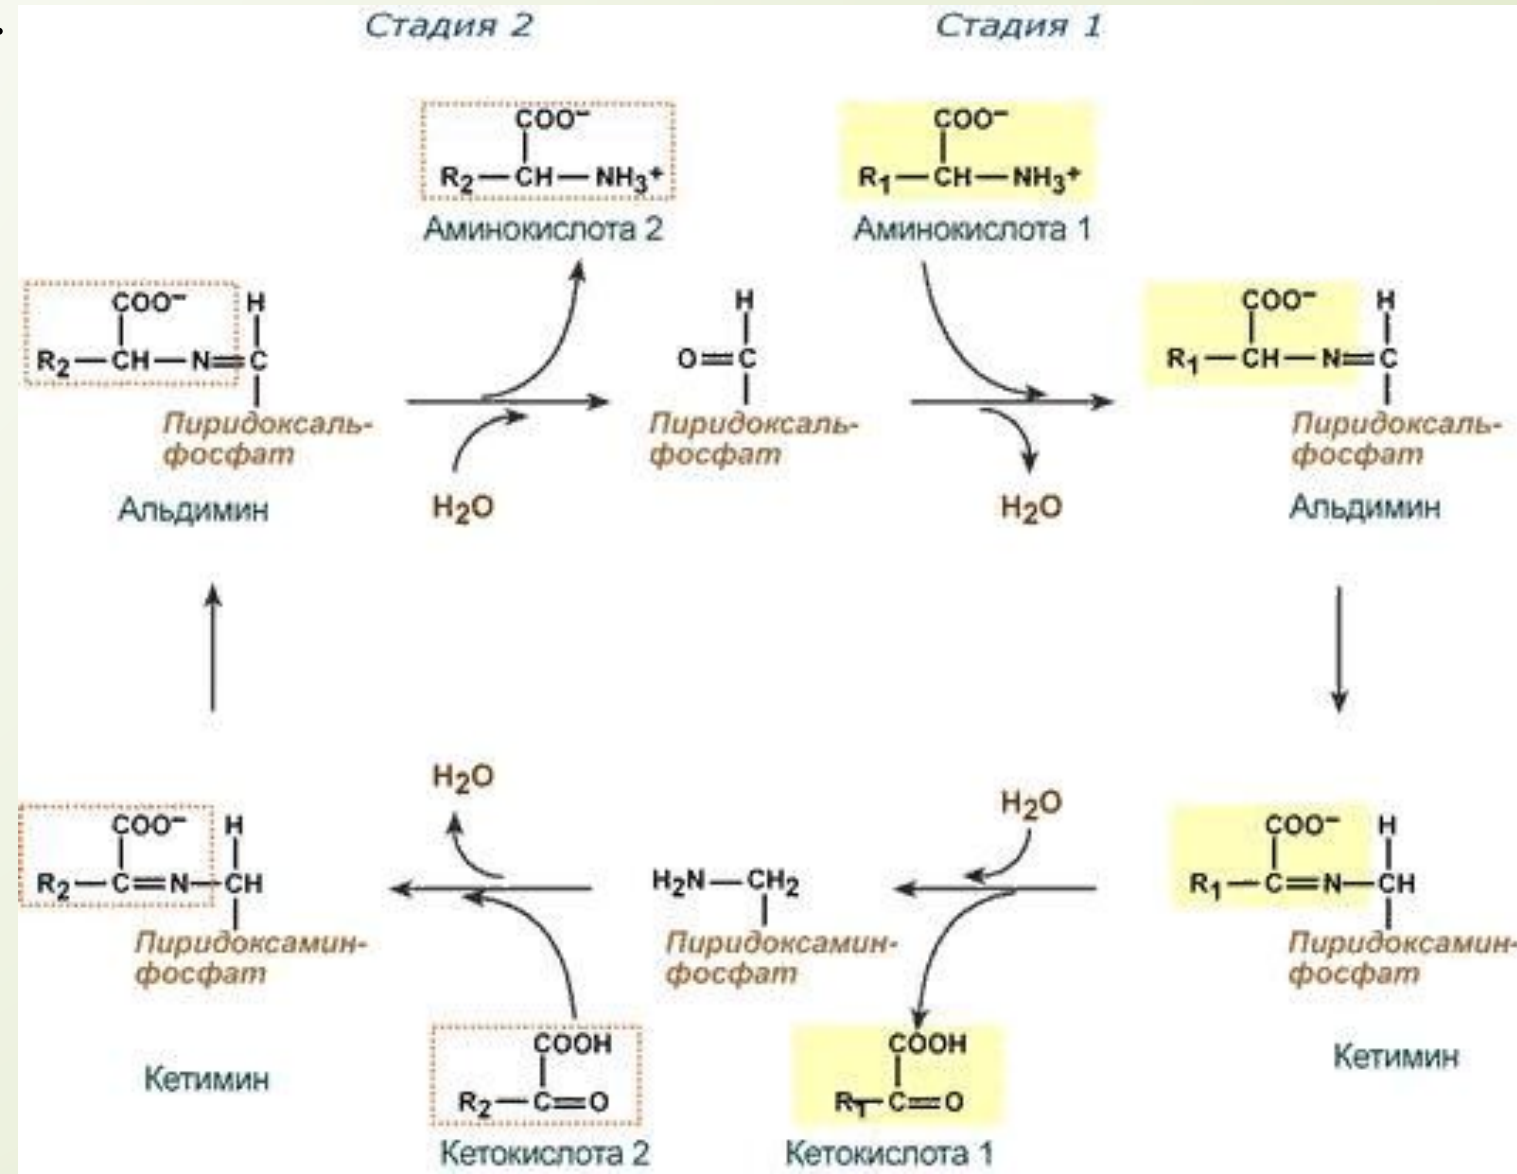 Стадия 2
Стадия 1
COO⁻
R₂—CH—NH₃⁺
Аминокислота 2
COO⁻
R₁—CH—NH₃⁺
Аминокислота 1
COO⁻ H
R₂—CH—N=C
Пиридоксаль-
фосфат
Альдимин
H₂O
H
O=C
Пиридоксаль-
фосфат
H₂O
COO⁻ H
R₁—CH—N=C
Пиридоксаль-
фосфат
Альдимин
H₂O
COO⁻ H
R₂—C=N—CH
Пиридоксамин-
фосфат
Кетимин
H₂N—CH₂
Пиридоксамин-
фосфат
H₂O
COO⁻ H
R₁—C=N—CH
Пиридоксамин-
фосфат
Кетимин
COOH
R₂—C=O
Кетокислота 2
COOH
R₁—C=O
Кетокислота 1